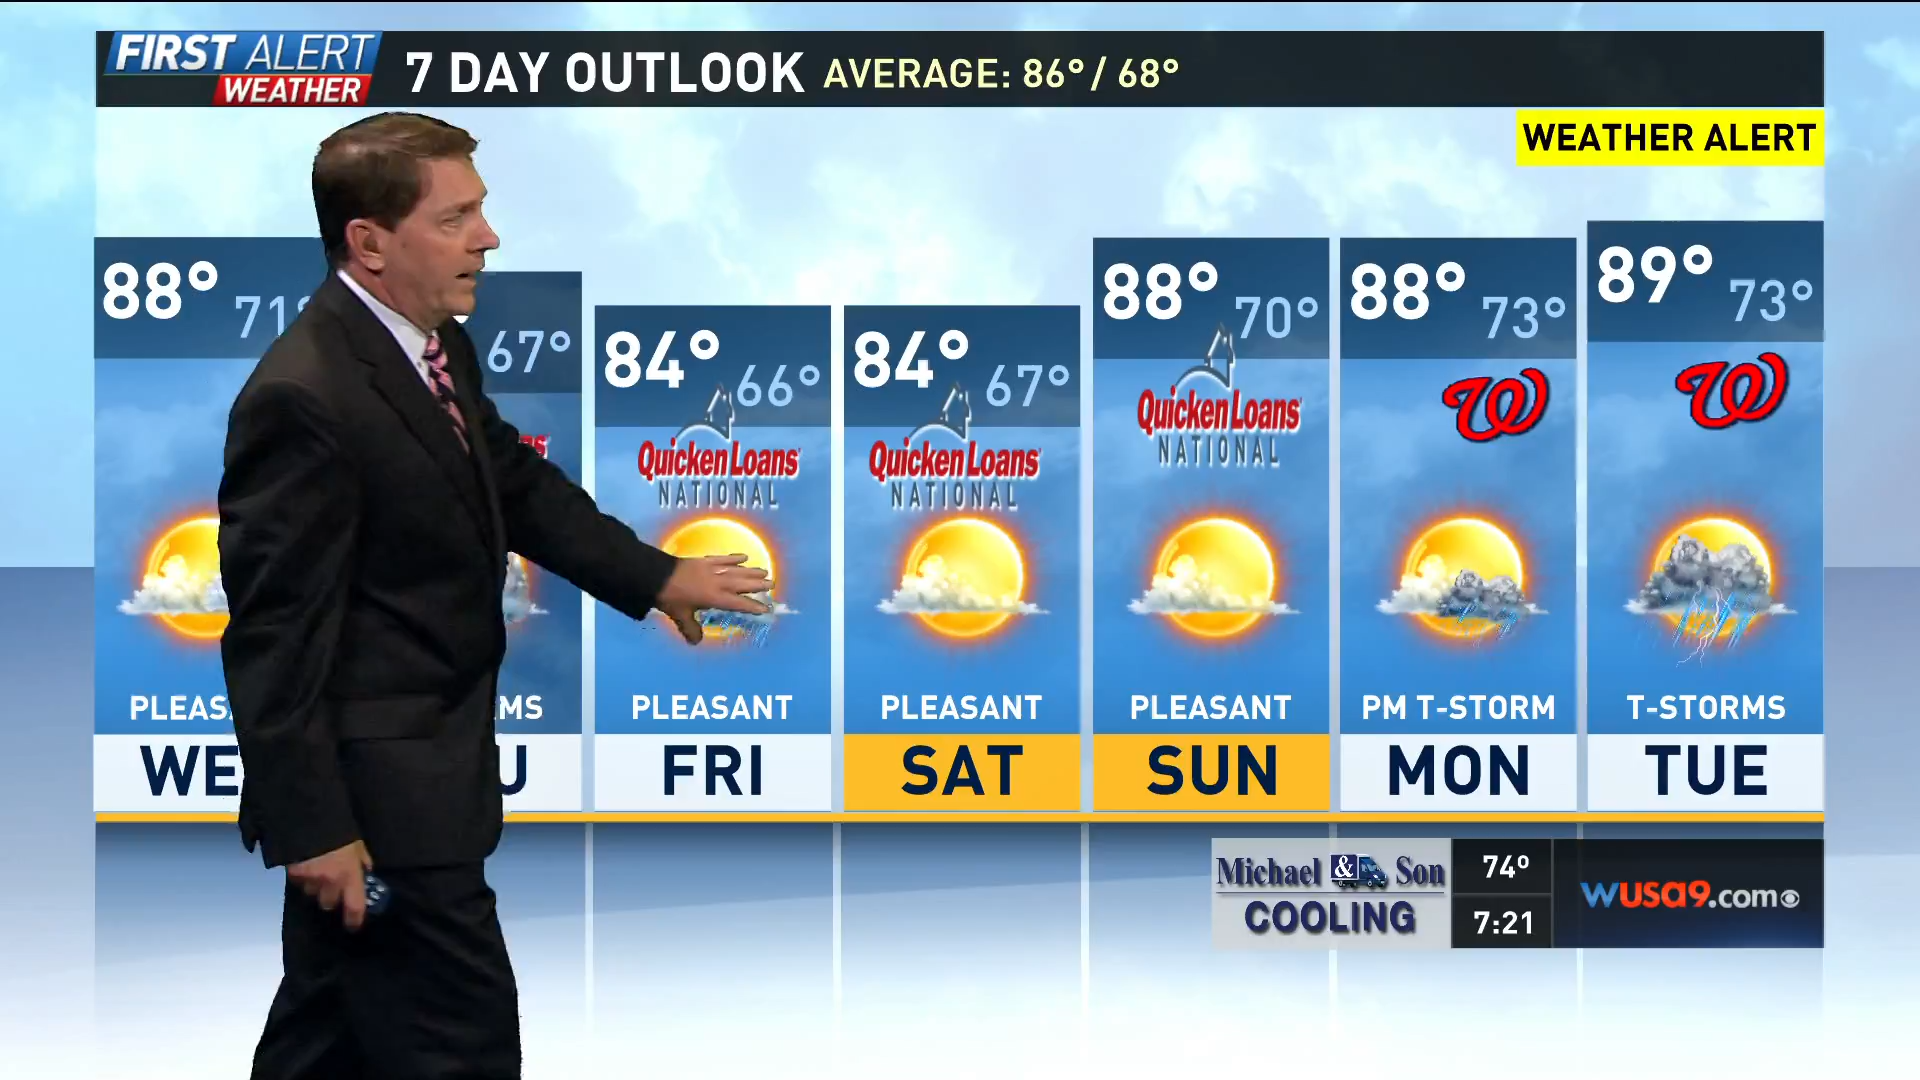 FIRST ALERT
WEATHER
7 DAY OUTLOOK AVERAGE: 86°/ 68°
WEATHER ALERT
88° 71°
67°
84° 66°
84° 67°
88° 70°
88° 73°
89° 73°
Quicken Loans
NATIONAL
Quicken Loans
NATIONAL
Quicken Loans
NATIONAL
W
W
PLEASANT
PLEASANT
PLEASANT
PM T-STORM
T-STORMS
FRI
SAT
SUN
MON
TUE
Michael & Son
COOLING
74°
7:21
WUSA9.com